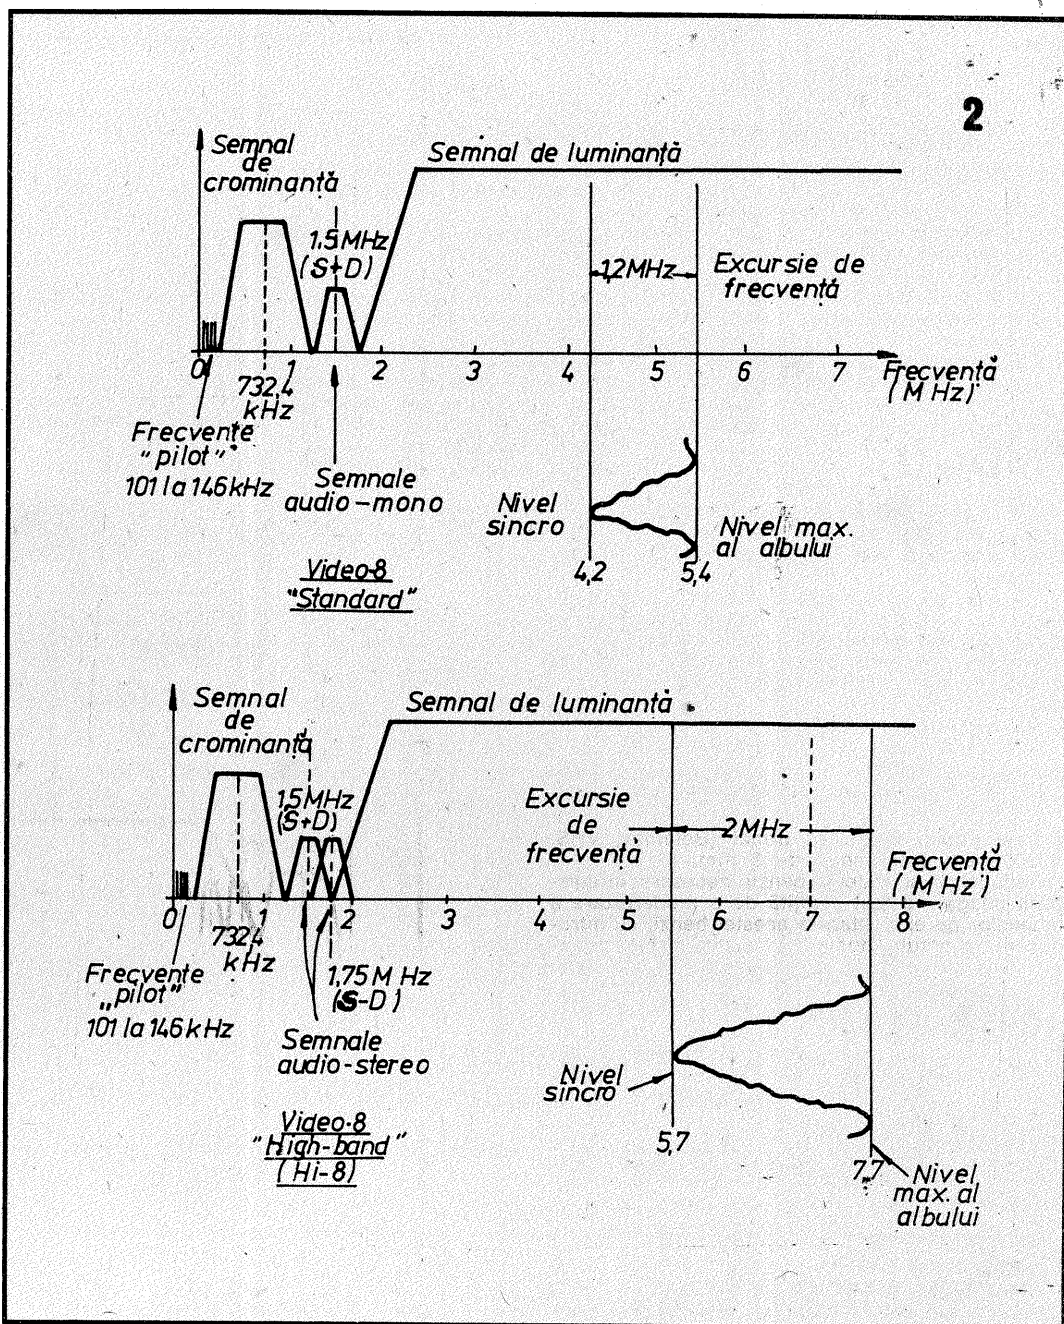 2
Semnal
de
crominanță
Semnal de luminanță
1,5 MHz
(S+D)
1,2 MHz
Excursie de
frecvență
0 1 2 3 4 5 6 7
Frecvență
(MHz)
732,4
kHz
Frecvențe
"pilot"
101 la 146 kHz
Semnale
audio-mono
Nivel
sincro
Nivel max.
al albului
4,2 5,4
Video-8
"Standard"
Semnal
de
crominanță
Semnal de luminanță
1,5 MHz
(S+D)
Excursie
de
frecvență
2 MHz
Frecvență
(MHz)
0 1 2 3 4 5 6 7 8
732,4
kHz
Frecvențe
„pilot"
101 la 146 kHz
1,75 MHz
(S-D)
Semnale
audio-stereo
Nivel
sincro
5,7
7,7
Nivel
max. al
albului
Video-8
"High-band"
(Hi-8)